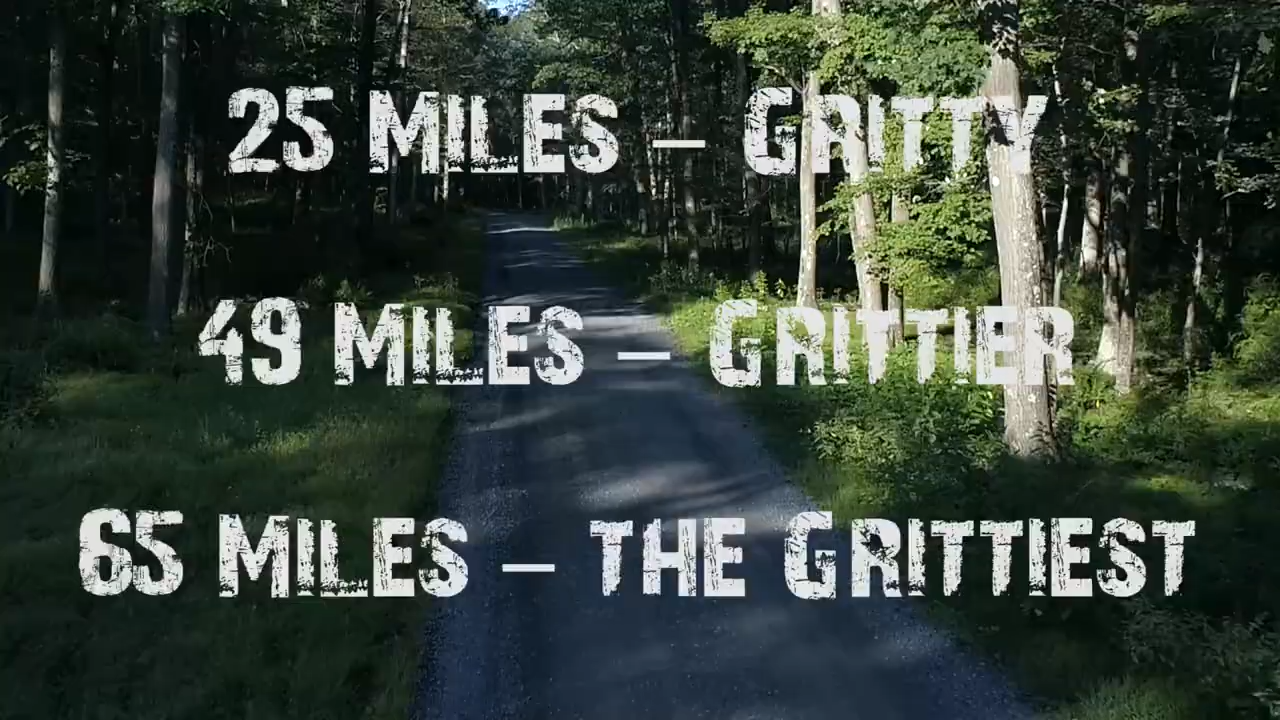 25 Miles – Gritty
49 Miles – Grittier
65 Miles – the Grittiest